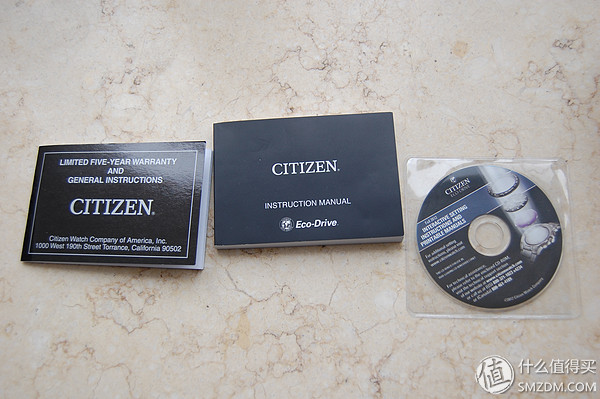 LIMITED FIVE-YEAR WARRANTY
AND
GENERAL INSTRUCTIONS
CITIZEN®
Citizen Watch Company of America, Inc.
1000 West 190th Street Torrance, California 90502
CITIZEN®
INSTRUCTION MANUAL
Eco-Drive®
CITIZEN
INTERACTIVE SETTING
INSTRUCTIONS AND
PRINTABLE MANUALS
值 什么值得买
SMZDM.COM